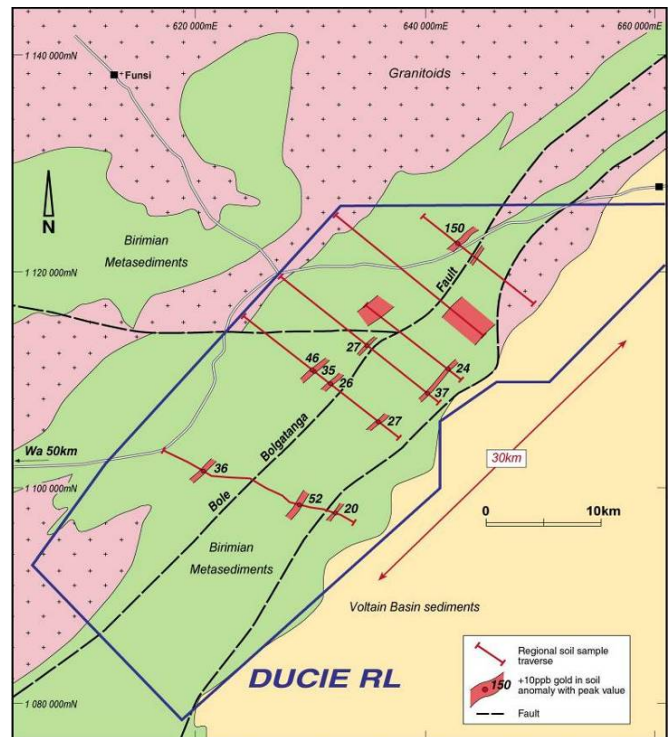 620 000mE
640 000mE
660 000mE
1 140 000mN
Funsi
Granitoids
N
Birimian
Metasediments
150
1 120 000mN
Fault
27
46
35
26
24
37
27
Bolgatanga
Wa 50km
36
30km
1 100 000mN
Bole
52
20
0
10km
Birimian
Metasediments
Voltain Basin sediments
DUCIE RL
Regional soil sample
traverse
150
+10ppb gold in soil
anomaly with peak value
Fault
1 080 000mN